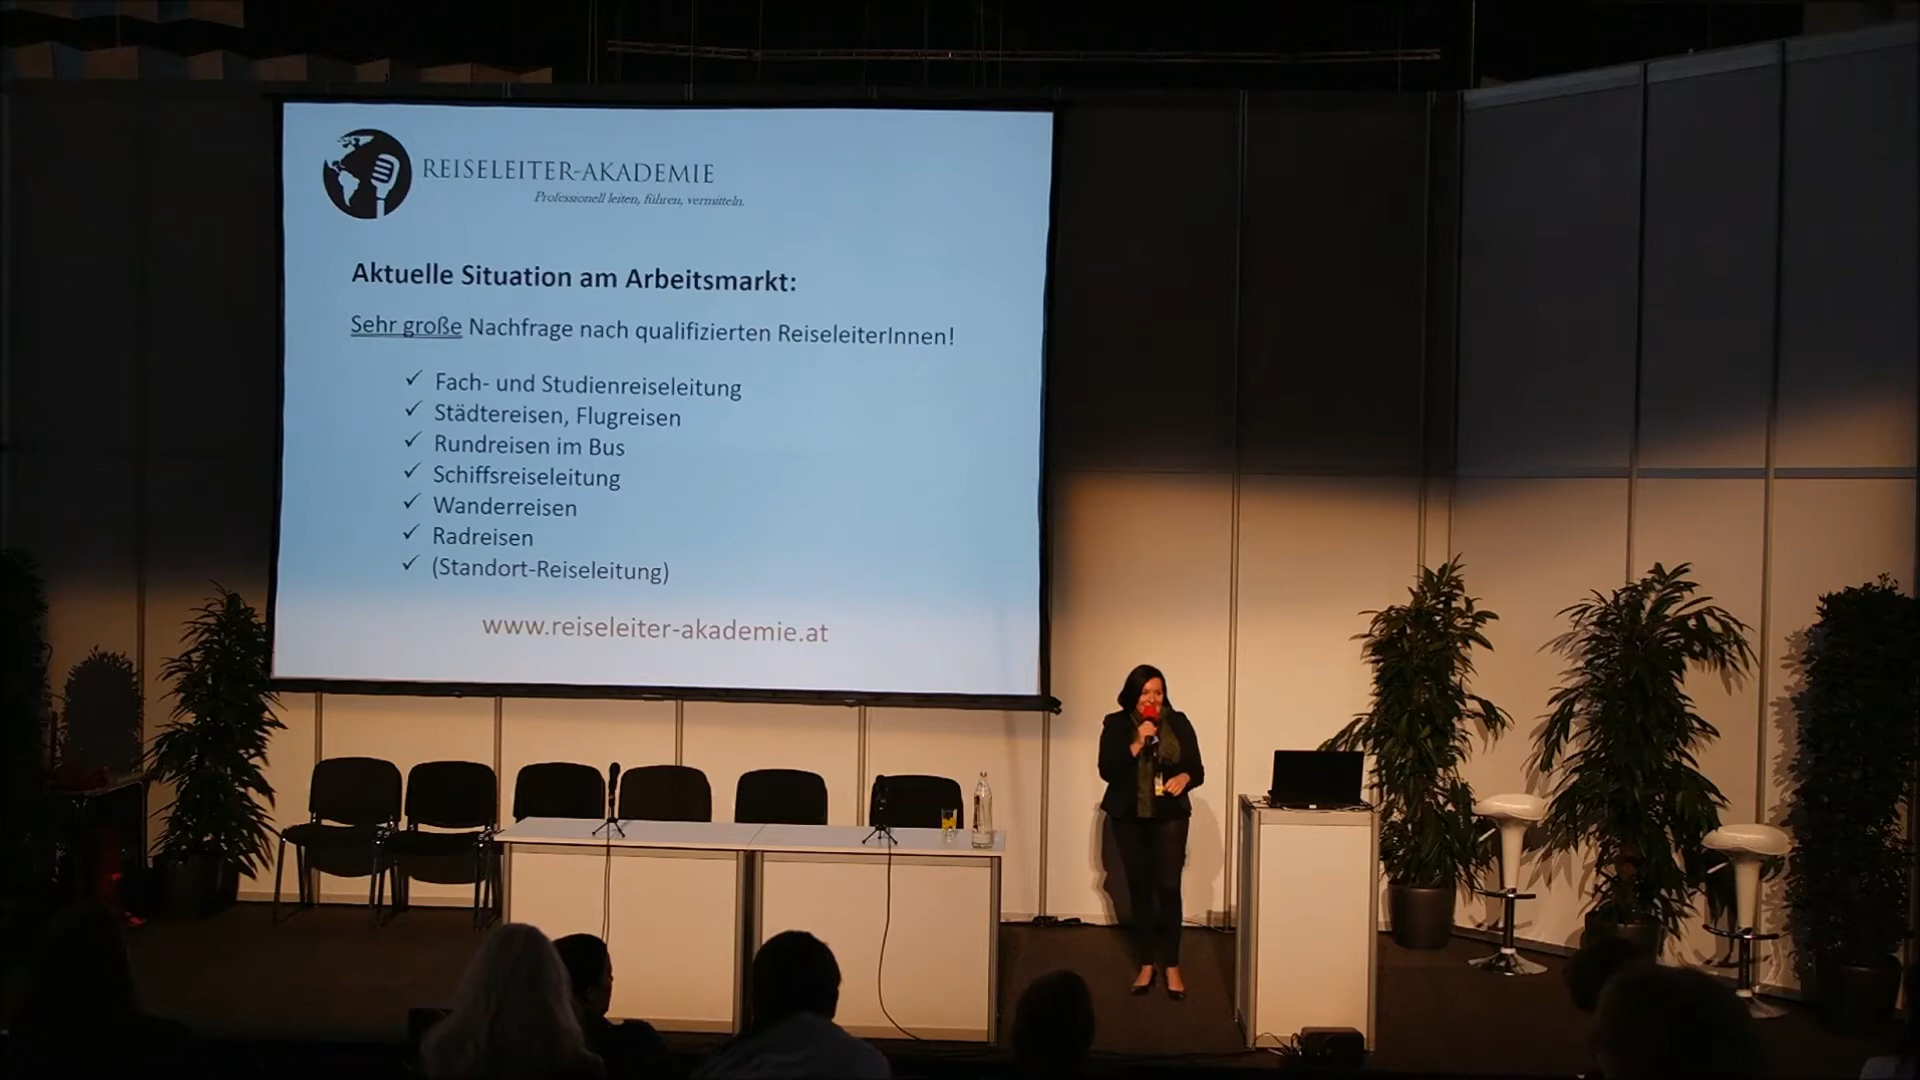 REISELEITER-AKADEMIE
Professionell leiten, führen, vermitteln.
Aktuelle Situation am Arbeitsmarkt:
Sehr große Nachfrage nach qualifizierten ReiseleiterInnen!
✓ Fach- und Studienreiseleitung
✓ Städtereisen, Flugreisen
✓ Rundreisen im Bus
✓ Schiffsreiseleitung
✓ Wanderreisen
✓ Radreisen
✓ (Standort-Reiseleitung)
www.reiseleiter-akademie.at